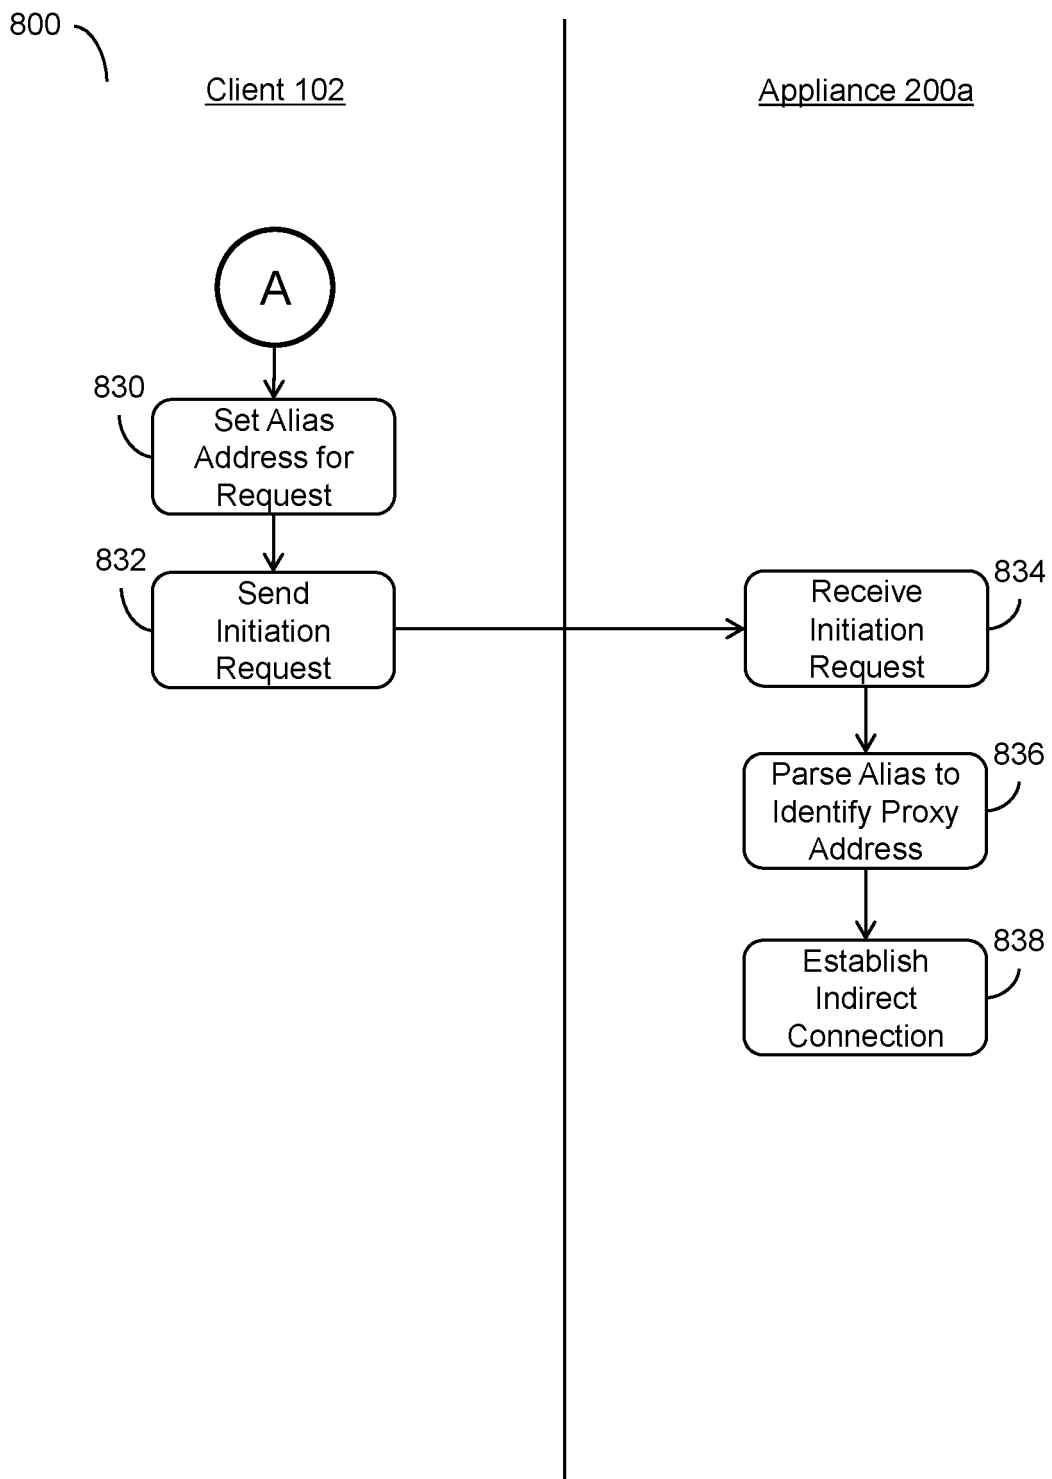 800
Client 102
Appliance 200a
A
830
Set Alias
Address for
Request
832
Send
Initiation
Request
834
Receive
Initiation
Request
836
Parse Alias to
Identify Proxy
Address
838
Establish
Indirect
Connection